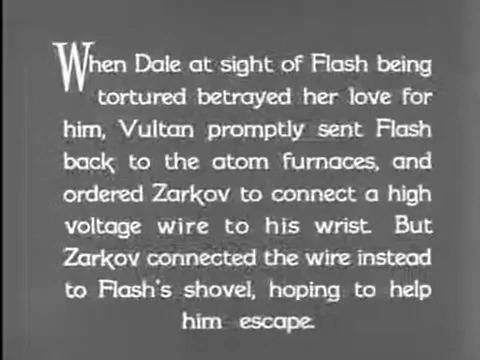 When Dale at sight of Flash being
tortured betrayed her love for
him, Vultan promptly sent Flash
back to the atom furnaces, and
ordered Zarkov to connect a high
voltage wire to his wrist. But
Zarkov connected the wire instead
to Flash's shovel, hoping to help
him escape.